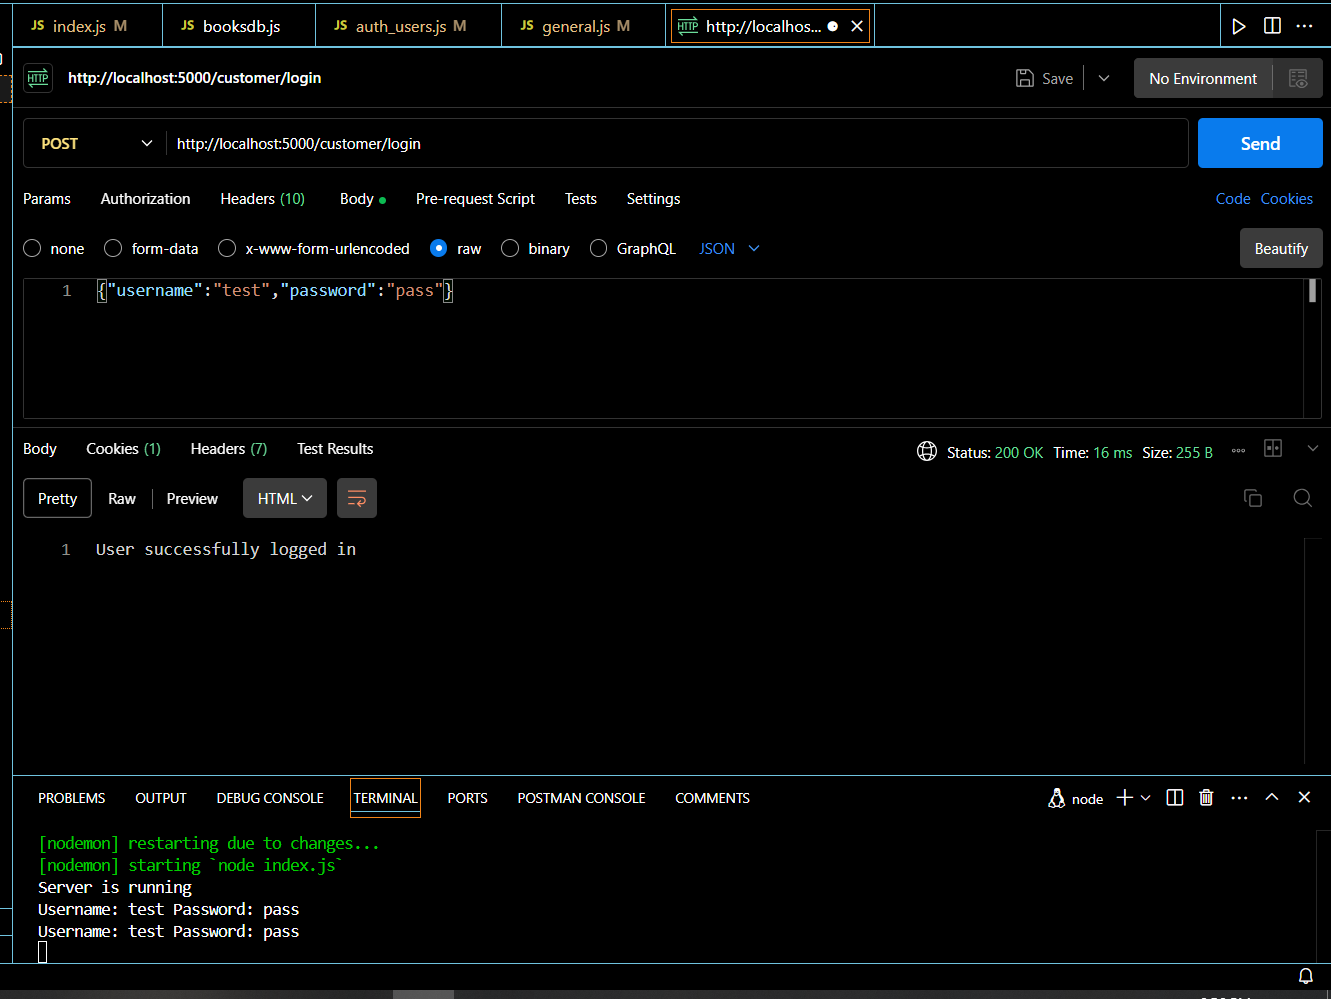 JS index.js M JS booksdb.js JS auth_users.js M JS general.js M HTTP http://localhos...
HTTP http://localhost:5000/customer/login Save No Environment
POST http://localhost:5000/customer/login Send
Params Authorization Headers (10) Body Pre-request Script Tests Settings Code Cookies
none form-data x-www-form-urlencoded raw binary GraphQL JSON Beautify
1 {"username":"test","password":"pass"}
Body Cookies (1) Headers (7) Test Results Status: 200 OK Time: 16 ms Size: 255 B
Pretty Raw Preview HTML
1 User successfully logged in
PROBLEMS OUTPUT DEBUG CONSOLE TERMINAL PORTS POSTMAN CONSOLE COMMENTS node
[nodemon] restarting due to changes...
[nodemon] starting `node index.js`
Server is running
Username: test Password: pass
Username: test Password: pass